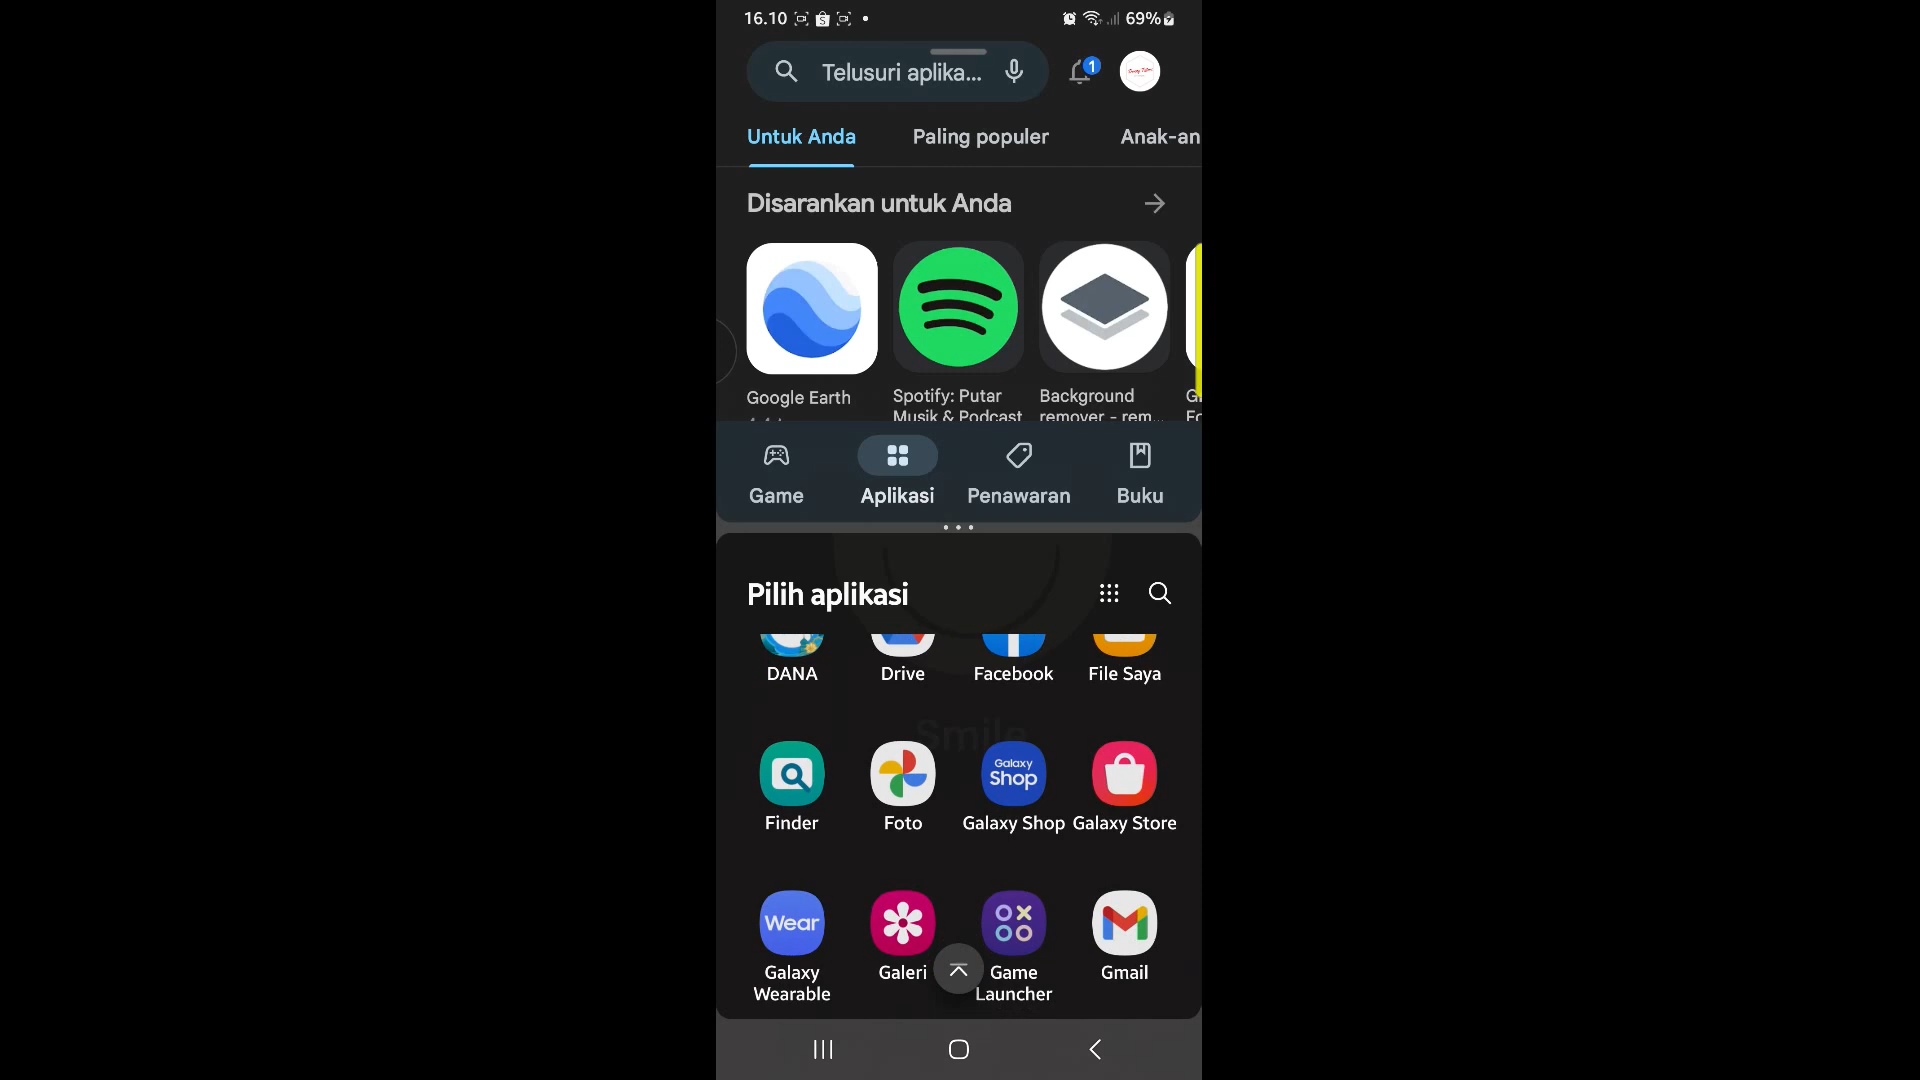 16.10
69%
Telusuri aplika...
1
Untuk Anda
Paling populer
Anak-an
Disarankan untuk Anda
Google Earth
Spotify: Putar
Musik & Podcast
Background
remover - rem...
Game
Aplikasi
Penawaran
Buku
Pilih aplikasi
DANA
Drive
Facebook
File Saya
Smile
Finder
Foto
Galaxy
Shop
Galaxy Shop
Galaxy Store
Wear
Galaxy
Wearable
Galeri
Game
Launcher
Gmail